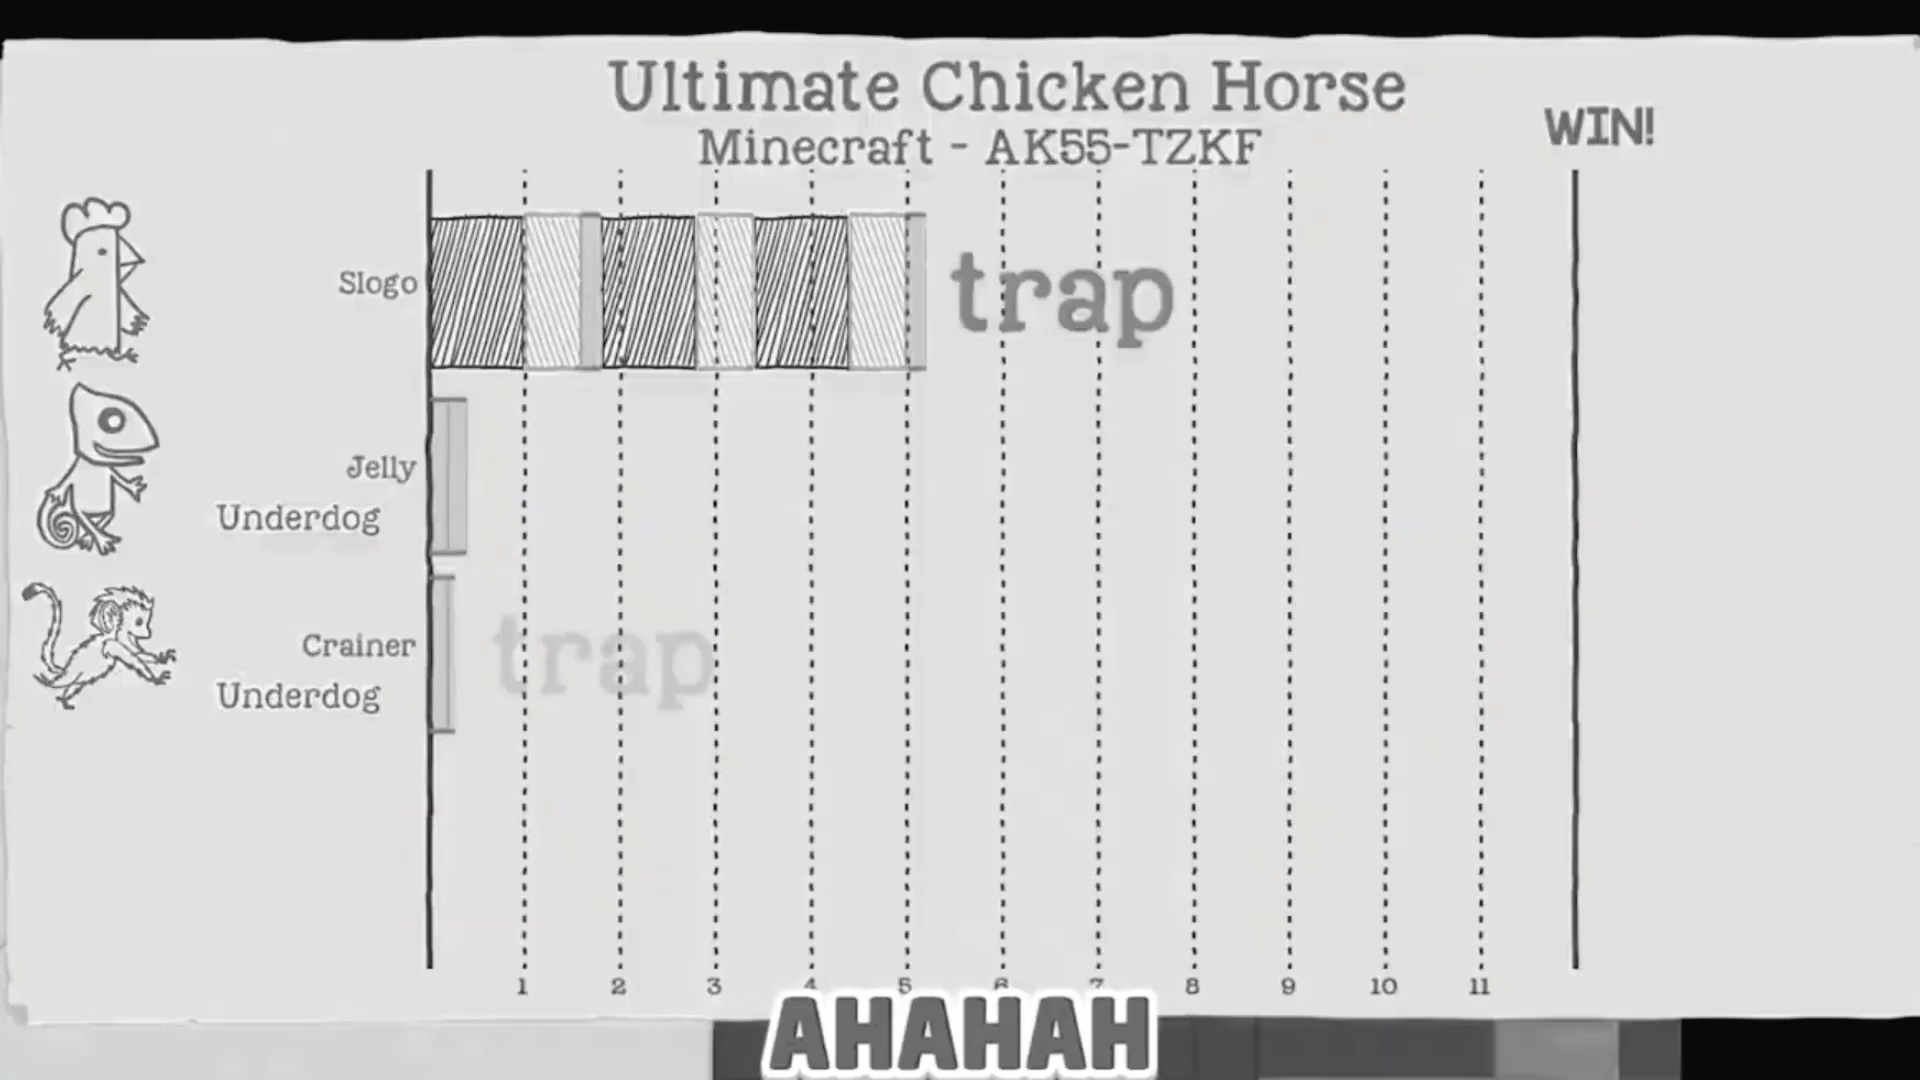 Ultimate Chicken Horse
WIN!
Minecraft - AK55-TZKF
Slogo
trap
Jelly
Underdog
Crainer
trap
Underdog
1 2 3 4 5 6 7 8 9 10 11
AHAHAH